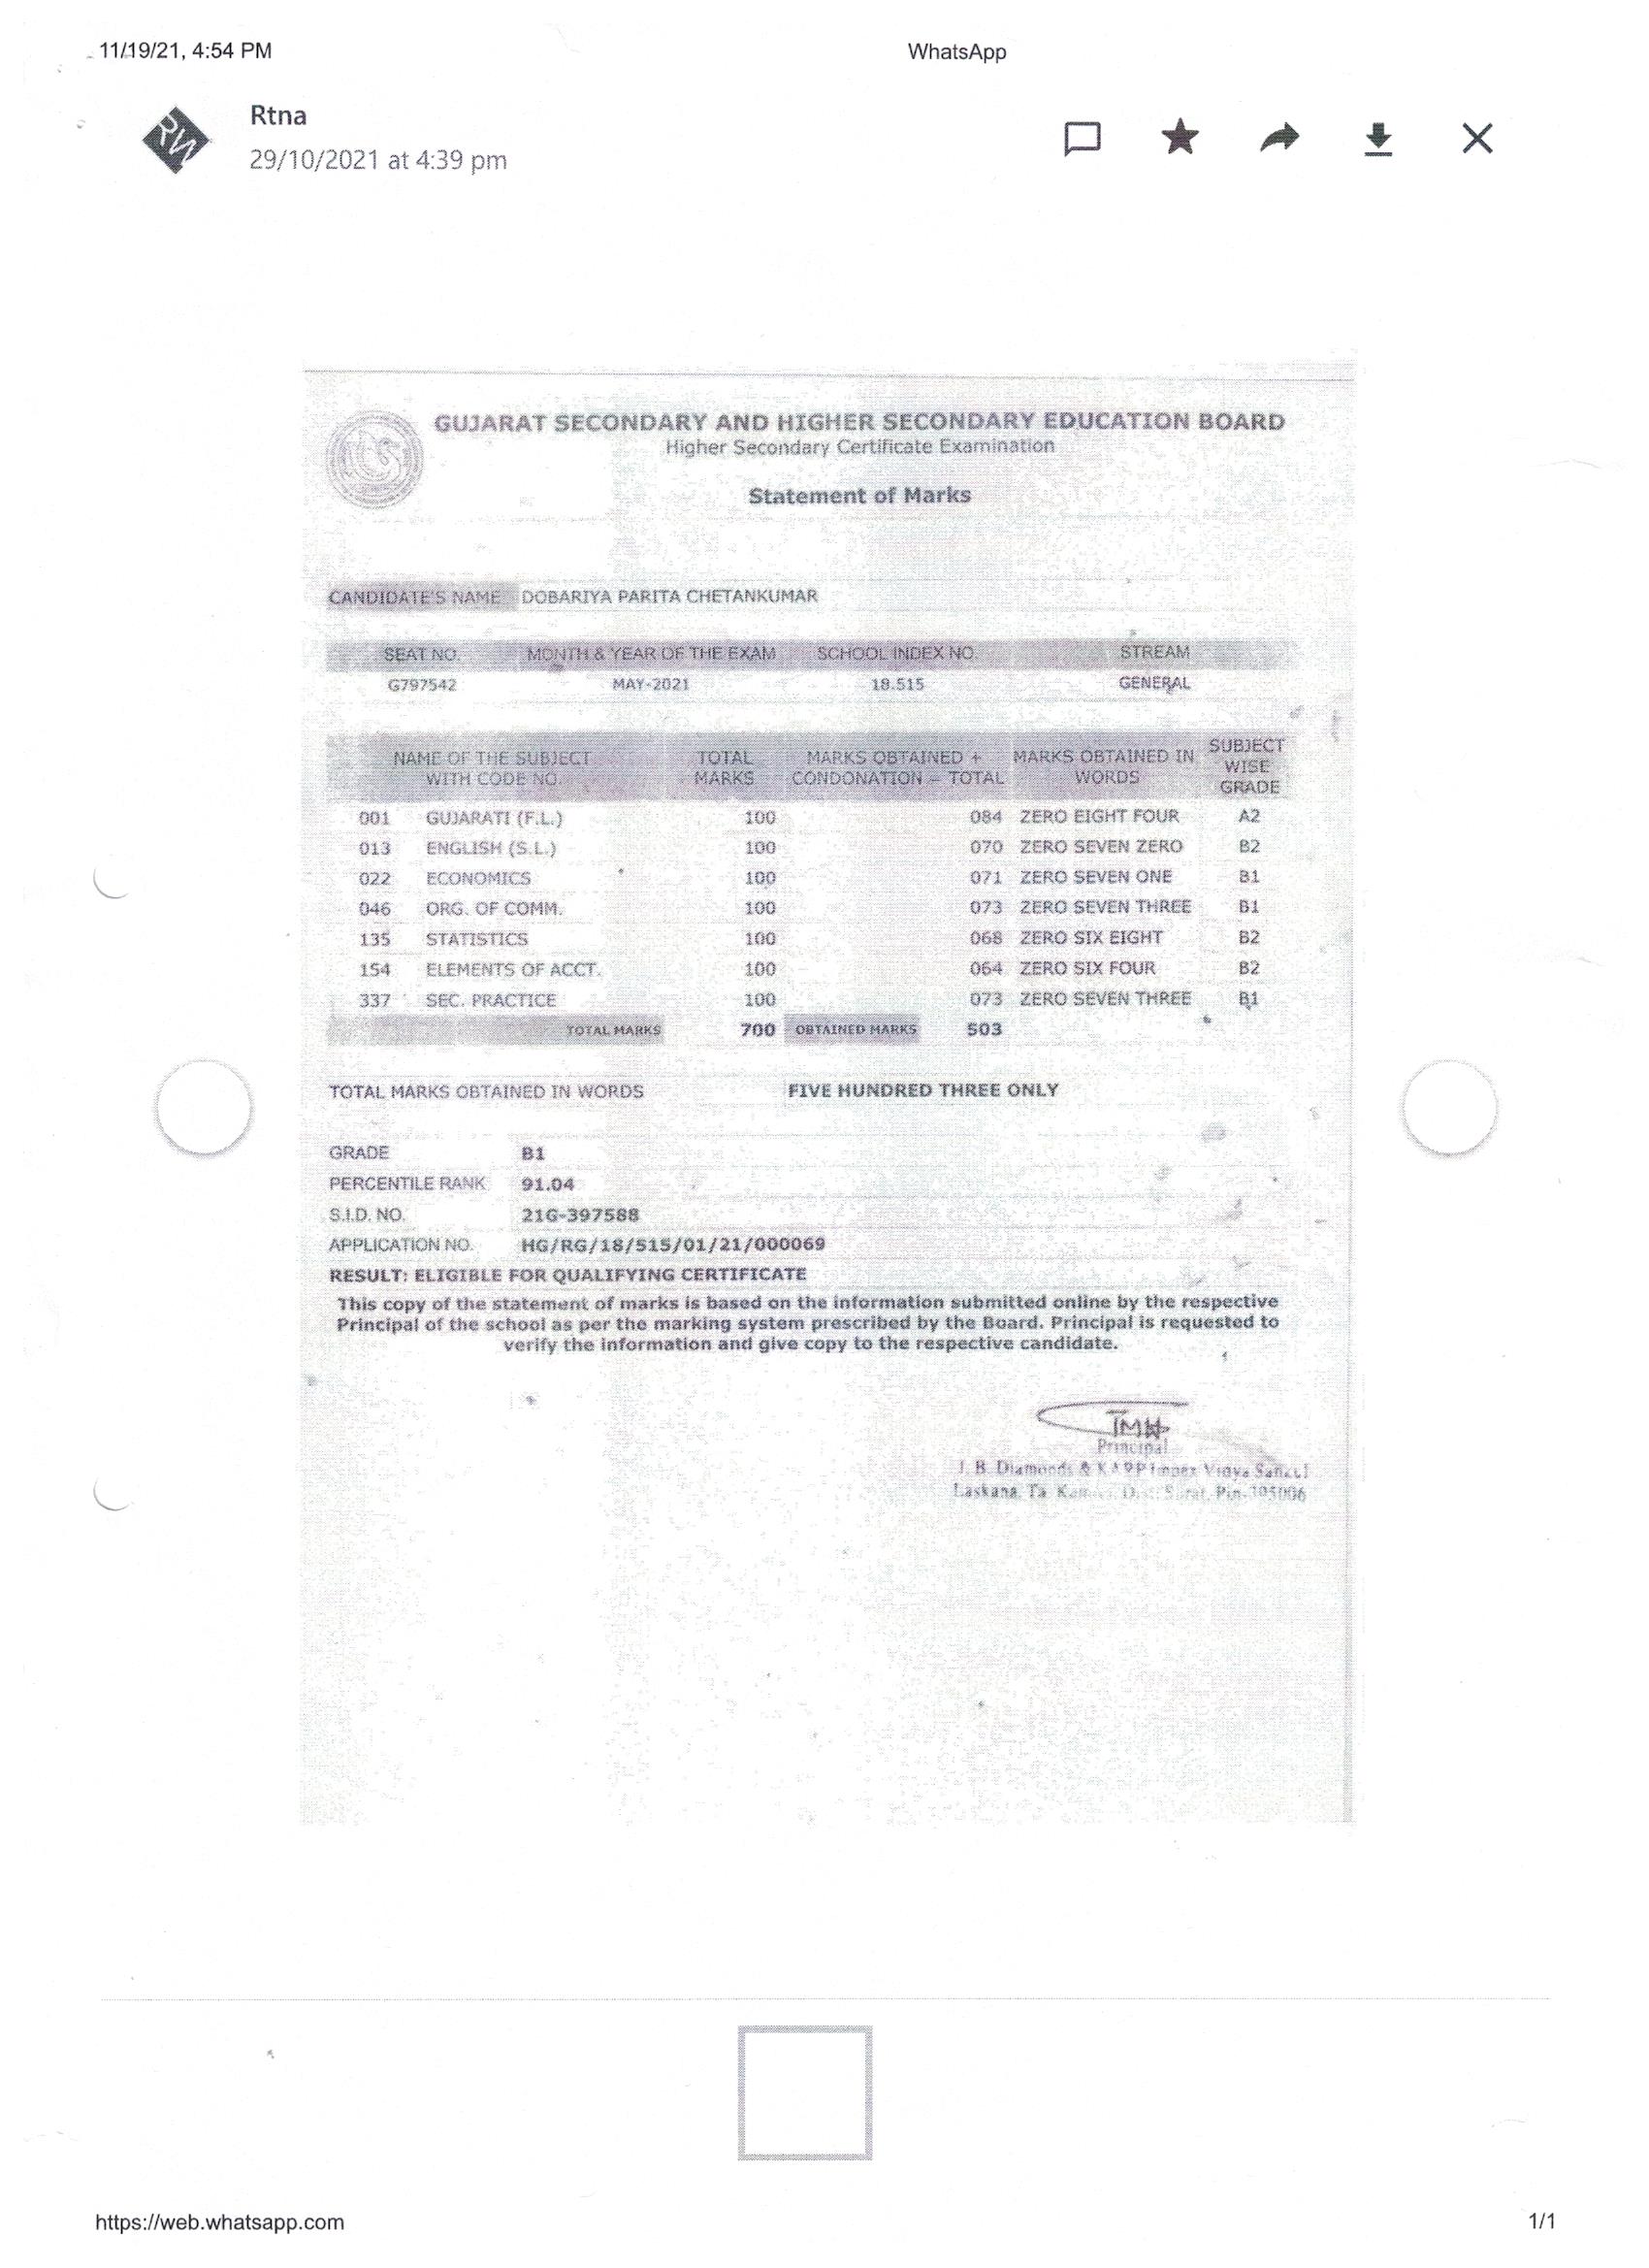 11/19/21, 4:54 PM WhatsApp
Rtna
29/10/2021 at 4:39 pm
GUJARAT SECONDARY AND HIGHER SECONDARY EDUCATION BOARD
Higher Secondary Certificate Examination
Statement of Marks
CANDIDATE'S NAME DOBARIYA PARITA CHETANKUMAR
SEAT NO. MONTH & YEAR OF THE EXAM SCHOOL INDEX NO. STREAM
G797542 MAY-2021 18.515 GENERAL
NAME OF THE SUBJECT WITH CODE NO. TOTAL MARKS MARKS OBTAINED + CONDONATION = TOTAL MARKS OBTAINED IN WORDS SUBJECT WISE GRADE
001 GUJARATI (F.L.) 100 084 ZERO EIGHT FOUR A2
013 ENGLISH (S.L.) 100 070 ZERO SEVEN ZERO B2
022 ECONOMICS 100 071 ZERO SEVEN ONE B1
046 ORG. OF COMM. 100 073 ZERO SEVEN THREE B1
135 STATISTICS 100 068 ZERO SIX EIGHT B2
154 ELEMENTS OF ACCT. 100 064 ZERO SIX FOUR B2
337 SEC. PRACTICE 100 073 ZERO SEVEN THREE B1
TOTAL MARKS 700 OBTAINED MARKS 503
TOTAL MARKS OBTAINED IN WORDS FIVE HUNDRED THREE ONLY
GRADE B1
PERCENTILE RANK 91.04
S.I.D. NO. 21G-397588
APPLICATION NO. HG/RG/18/515/01/21/000069
RESULT: ELIGIBLE FOR QUALIFYING CERTIFICATE
This copy of the statement of marks is based on the information submitted online by the respective
Principal of the school as per the marking system prescribed by the Board. Principal is requested to
verify the information and give copy to the respective candidate.
Principal
J. B. Diamonds & KARP Impex Vidya Sankul
Laskana, Ta. Dist. Surat, Pin-395006
https://web.whatsapp.com 1/1